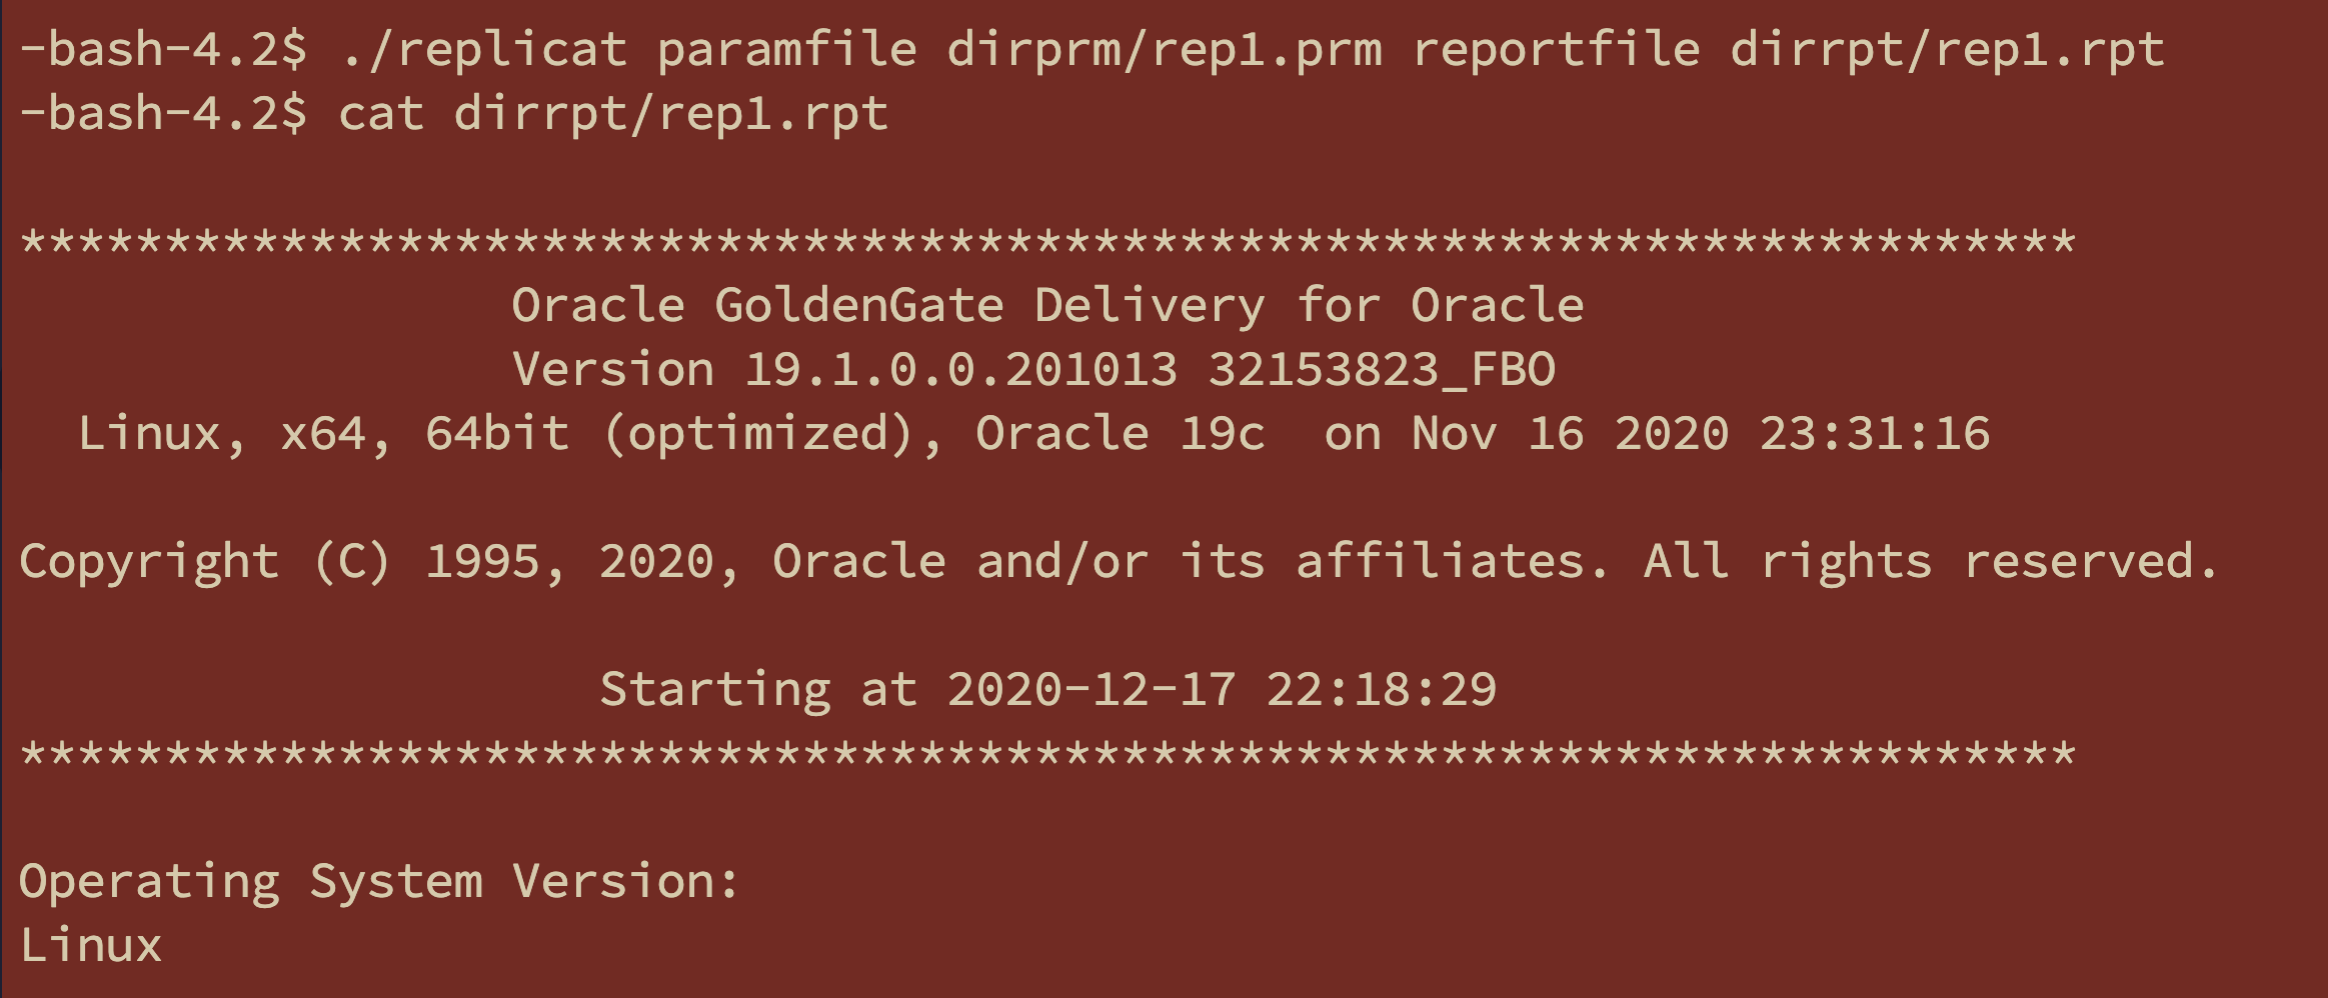 -bash-4.2$ ./replicat paramfile dirprm/rep1.prm reportfile dirrpt/rep1.rpt
-bash-4.2$ cat dirrpt/rep1.rpt
***********************************************************************
Oracle GoldenGate Delivery for Oracle
Version 19.1.0.0.201013 32153823_FBO
Linux, x64, 64bit (optimized), Oracle 19c  on Nov 16 2020 23:31:16
Copyright (C) 1995, 2020, Oracle and/or its affiliates. All rights reserved.
Starting at 2020-12-17 22:18:29
***********************************************************************
Operating System Version:
Linux